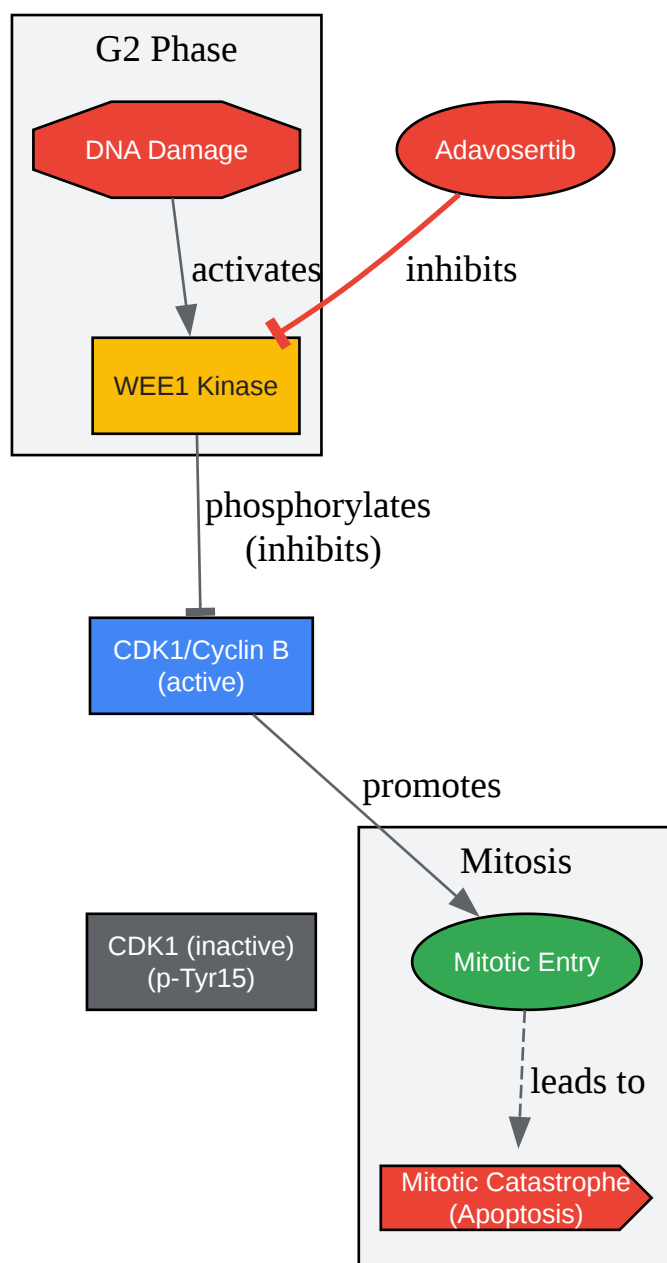 G2 Phase
DNA Damage
Adavosertib
activates
inhibits
WEE1 Kinase
phosphorylates
(inhibits)
CDK1/Cyclin B
(active)
promotes
Mitosis
CDK1 (inactive)
(p-Tyr15)
Mitotic Entry
leads to
Mitotic Catastrophe
(Apoptosis)